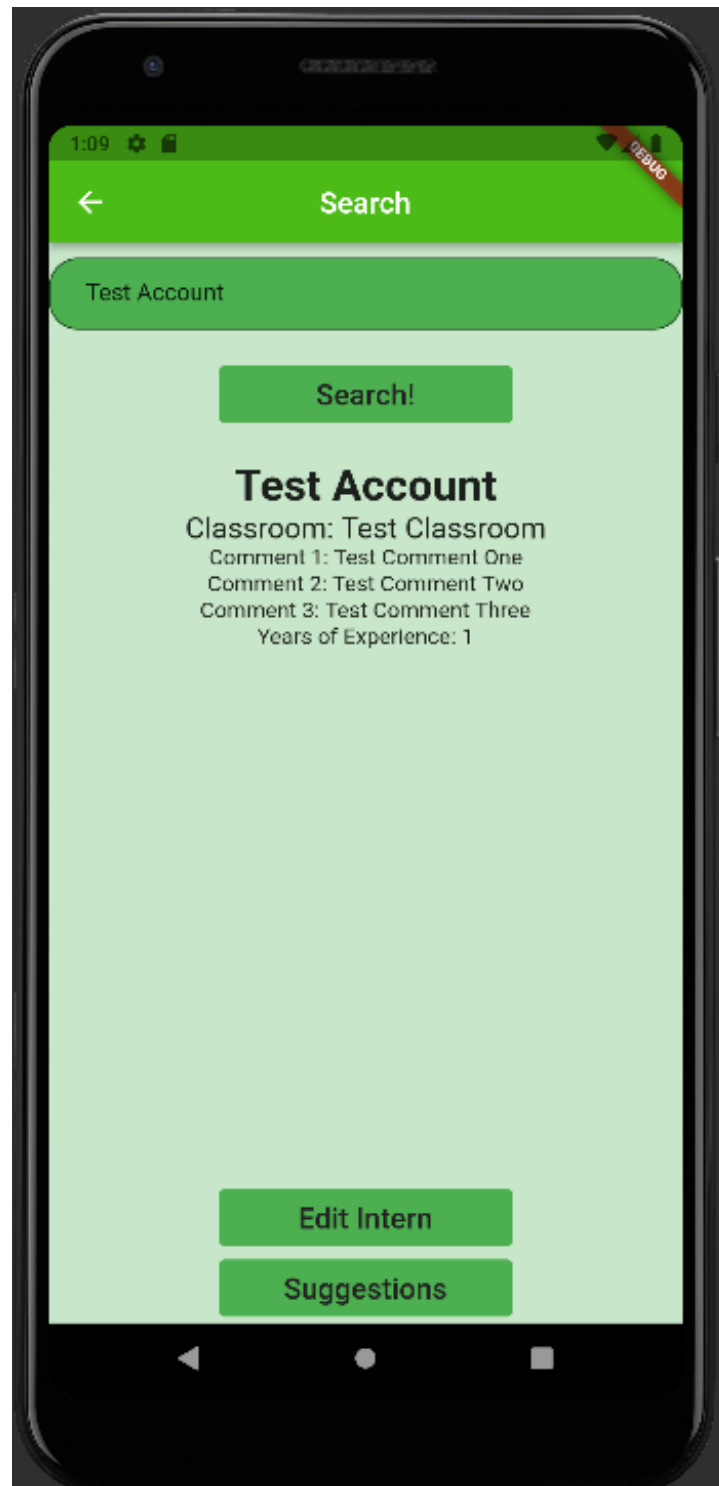 1:09
DEBUG
Search
Test Account
Search!
Test Account
Classroom: Test Classroom
Comment 1: Test Comment One
Comment 2: Test Comment Two
Comment 3: Test Comment Three
Years of Experience: 1
Edit Intern
Suggestions